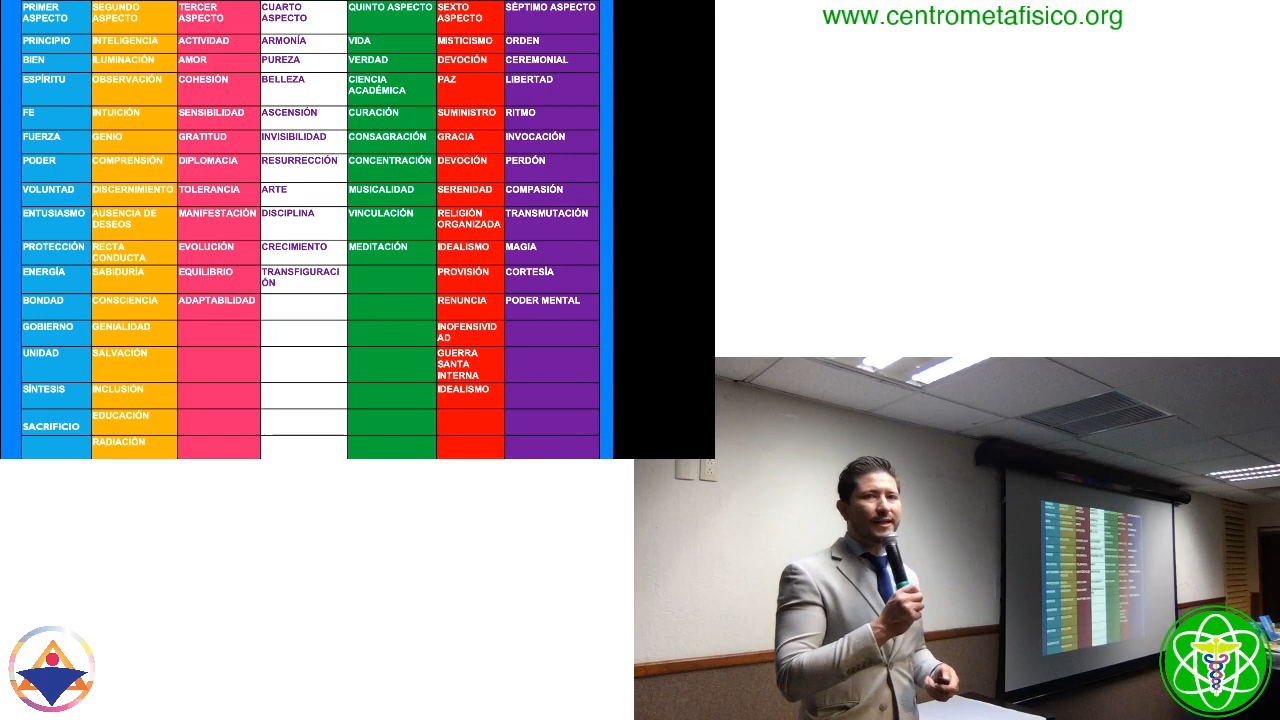 www.centrometafisico.org
PRIMER ASPECTO SEGUNDO ASPECTO TERCER ASPECTO CUARTO ASPECTO QUINTO ASPECTO SEXTO ASPECTO SÉPTIMO ASPECTO
PRINCIPIO INTELIGENCIA ACTIVIDAD ARMONÍA VIDA MISTICISMO ORDEN
BIEN ILUMINACIÓN AMOR PUREZA VERDAD DEVOCIÓN CEREMONIAL
ESPÍRITU OBSERVACIÓN COHESIÓN BELLEZA CIENCIA ACADÉMICA PAZ LIBERTAD
FE INTUICIÓN SENSIBILIDAD ASCENSIÓN CURACIÓN SUMINISTRO RITMO
FUERZA GENIO GRATITUD INVISIBILIDAD CONSAGRACIÓN GRACIA INVOCACIÓN
PODER COMPRENSIÓN DIPLOMACIA RESURRECCIÓN CONCENTRACIÓN DEVOCIÓN PERDÓN
VOLUNTAD DISCERNIMIENTO TOLERANCIA ARTE MUSICALIDAD SERENIDAD COMPASIÓN
ENTUSIASMO AUSENCIA DE DESEOS MANIFESTACIÓN DISCIPLINA VINCULACIÓN RELIGIÓN ORGANIZADA TRANSMUTACIÓN
PROTECCIÓN RECTA CONDUCTA EVOLUCIÓN CRECIMIENTO MEDITACIÓN IDEALISMO MAGIA
ENERGÍA SABIDURÍA EQUILIBRIO TRANSFIGURACIÓN PROVISIÓN CORTESÍA
BONDAD CONSCIENCIA ADAPTABILIDAD RENUNCIA PODER MENTAL
GOBIERNO GENIALIDAD INOFENSIVIDAD
UNIDAD SALVACIÓN GUERRA SANTA INTERNA
SÍNTESIS INCLUSIÓN IDEALISMO
SACRIFICIO EDUCACIÓN
RADIACIÓN